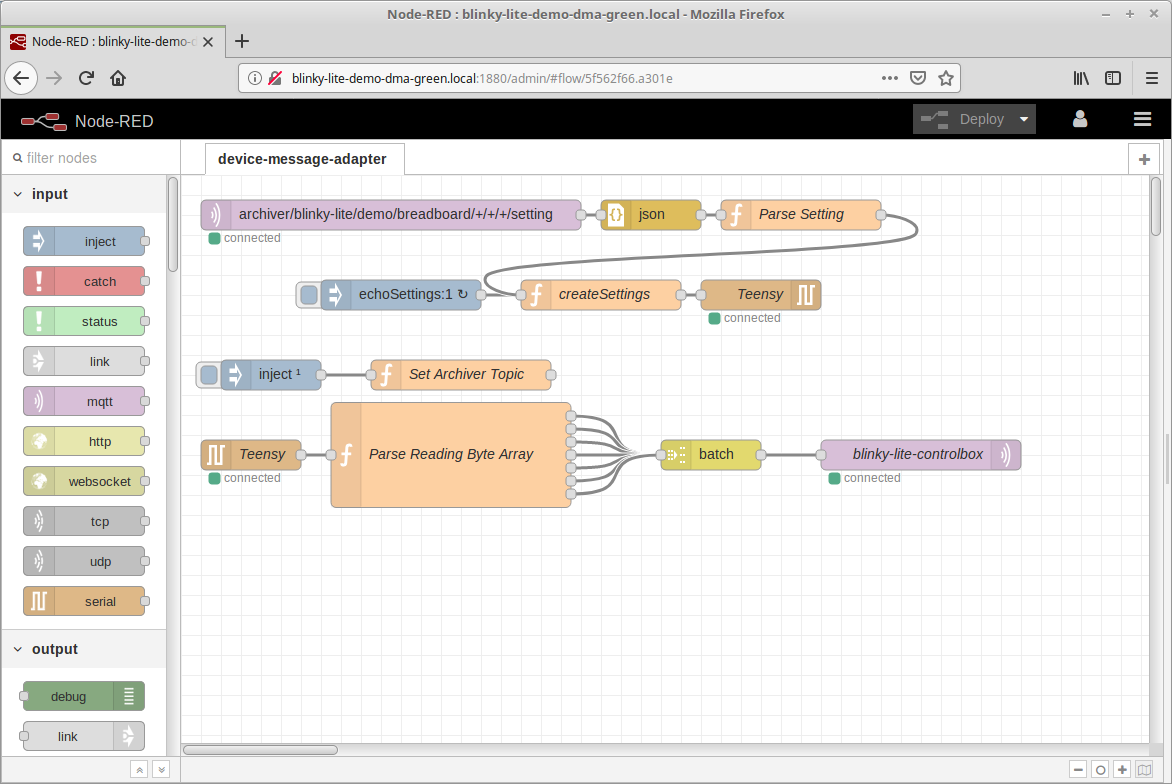 Node-RED : blinky-lite-demo-dma-green.local - Mozilla Firefox
Node-RED : blinky-lite-demo-d
blinky-lite-demo-dma-green.local:1880/admin/#flow/5f562f66.a301e
Node-RED
Deploy
filter nodes
device-message-adapter
input
inject
catch
status
link
mqtt
http
websocket
tcp
udp
serial
output
debug
link
archiver/blinky-lite/demo/breadboard/+/+/+/setting
json
Parse Setting
connected
echoSettings:1 ↻
createSettings
Teensy
connected
inject ¹
Set Archiver Topic
Teensy
Parse Reading Byte Array
batch
blinky-lite-controlbox
connected
connected